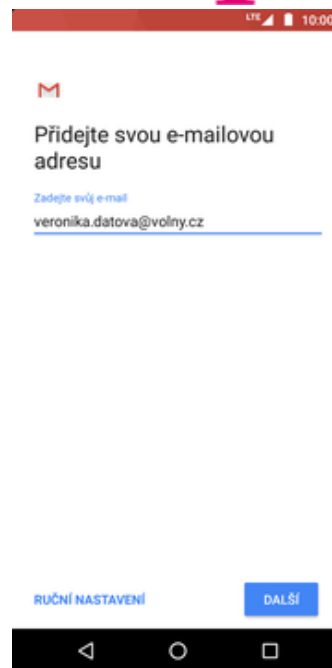 LTE 10:00
Přidejte svou e-mailovou
adresu
Zadejte svůj e-mail
veronika.datova@volny.cz
RUČNÍ NASTAVENÍ
DALŠÍ